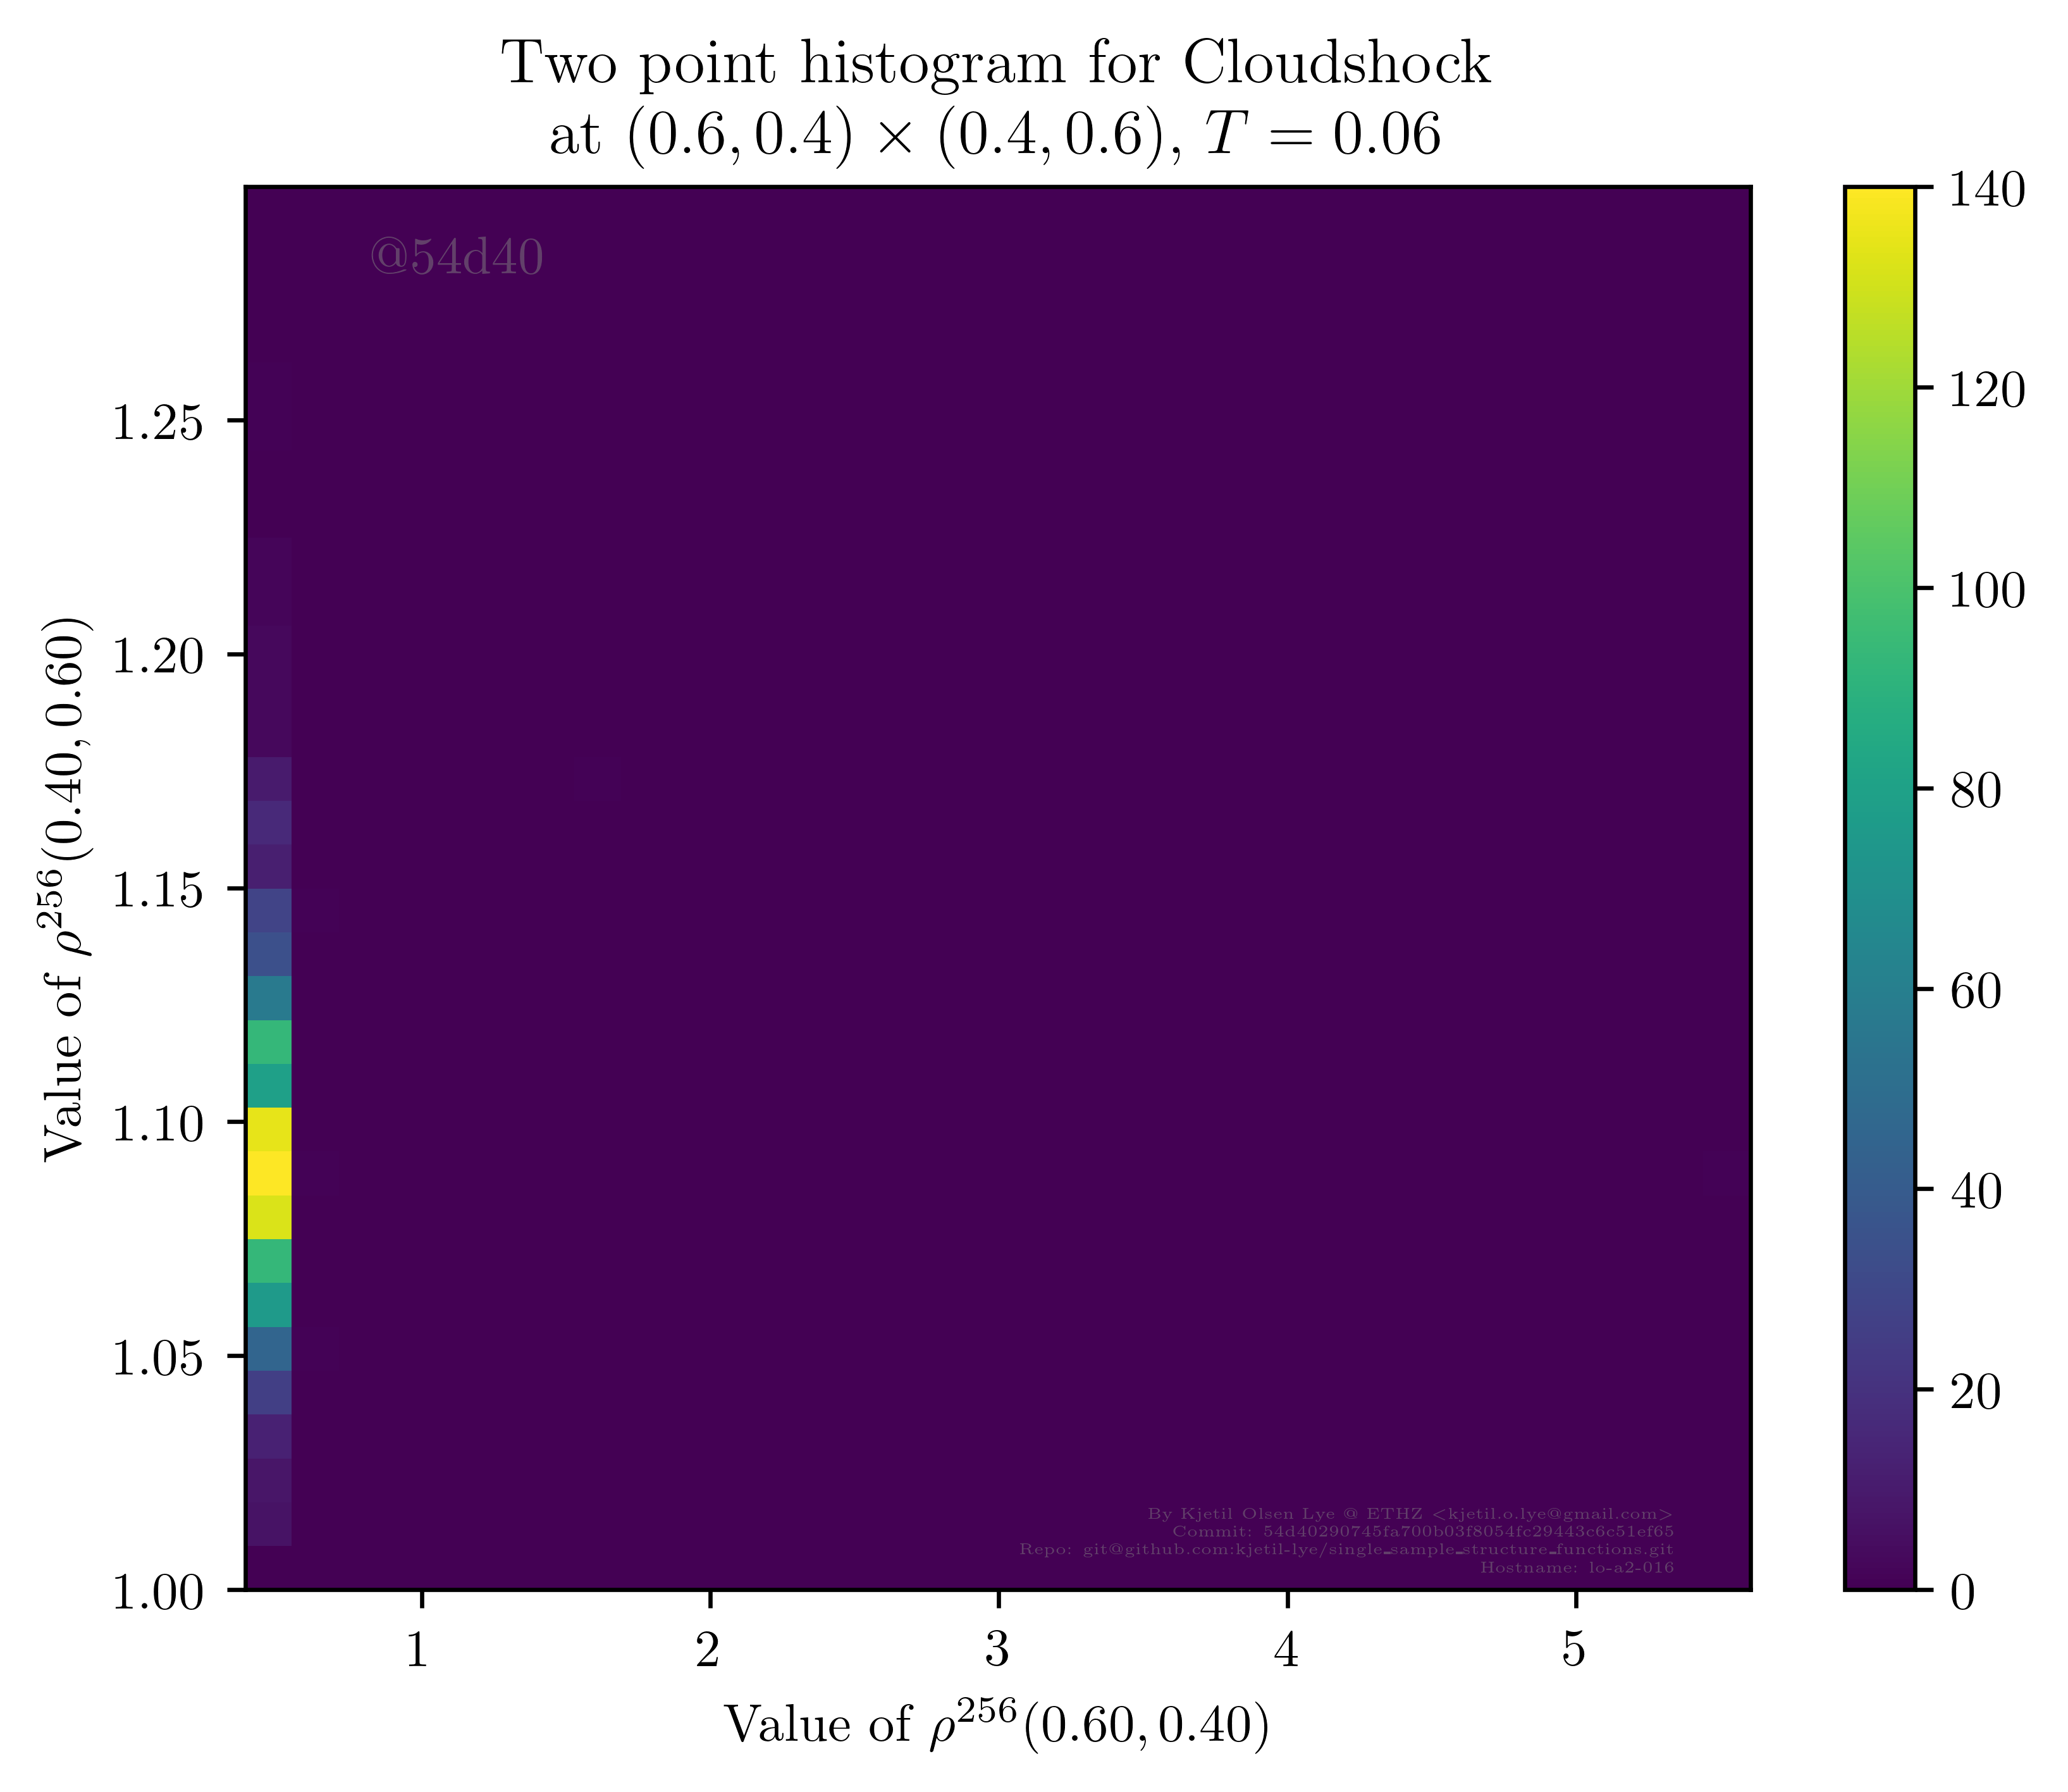 Two point histogram for Cloudshock
at (0.6, 0.4) × (0.4, 0.6), T = 0.06
@54d40
140
120
100
80
60
40
20
0
1.25
1.20
1.15
1.10
1.05
1.00
Value of ρ²⁵⁶(0.40, 0.60)
By Kjetil Olsen Lye @ ETHZ <kjetil.o.lye@gmail.com>
Commit: 54d40290745fa700b03f8054fc29443c6c51ef65
Repo: git@github.com:kjetil-lye/single_sample_structure_functions.git
Hostname: lo-a2-016
1 2 3 4 5
Value of ρ²⁵⁶(0.60, 0.40)